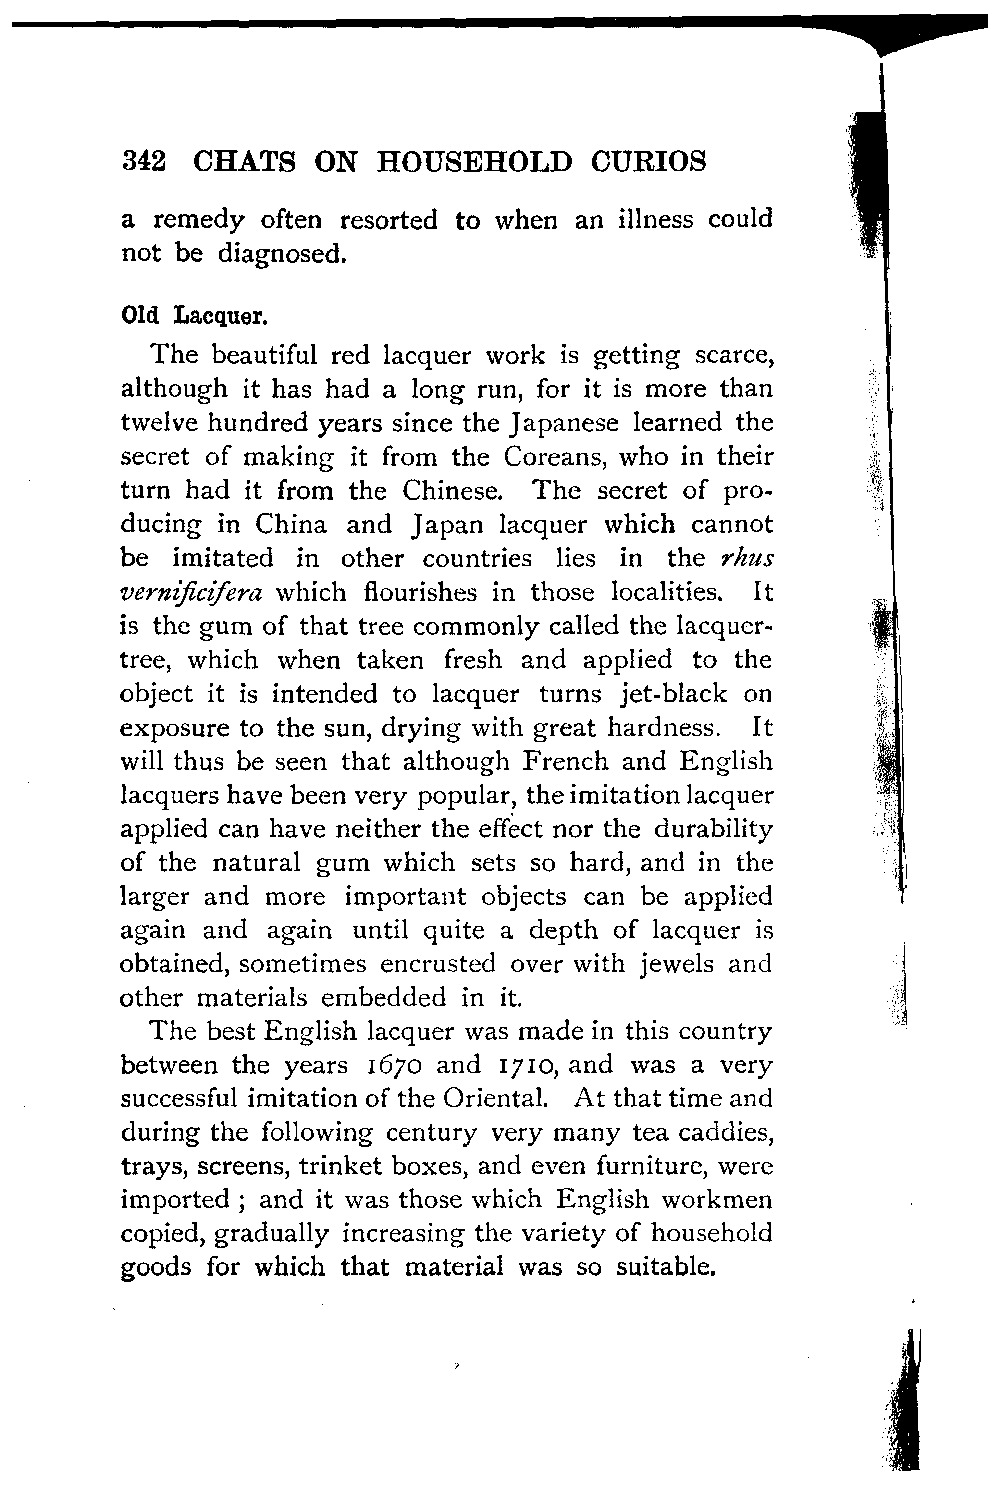 342 CHATS ON HOUSEHOLD CURIOS
a remedy often resorted to when an illness could
not be diagnosed.
Old Lacquer.
The beautiful red lacquer work is getting scarce,
although it has had a long run, for it is more than
twelve hundred years since the Japanese learned the
secret of making it from the Coreans, who in their
turn had it from the Chinese. The secret of pro-
ducing in China and Japan lacquer which cannot
be imitated in other countries lies in the rhus
vernificifera which flourishes in those localities. It
is the gum of that tree commonly called the lacquer-
tree, which when taken fresh and applied to the
object it is intended to lacquer turns jet-black on
exposure to the sun, drying with great hardness. It
will thus be seen that although French and English
lacquers have been very popular, the imitation lacquer
applied can have neither the effect nor the durability
of the natural gum which sets so hard, and in the
larger and more important objects can be applied
again and again until quite a depth of lacquer is
obtained, sometimes encrusted over with jewels and
other materials embedded in it.
The best English lacquer was made in this country
between the years 1670 and 1710, and was a very
successful imitation of the Oriental. At that time and
during the following century very many tea caddies,
trays, screens, trinket boxes, and even furniture, were
imported ; and it was those which English workmen
copied, gradually increasing the variety of household
goods for which that material was so suitable.